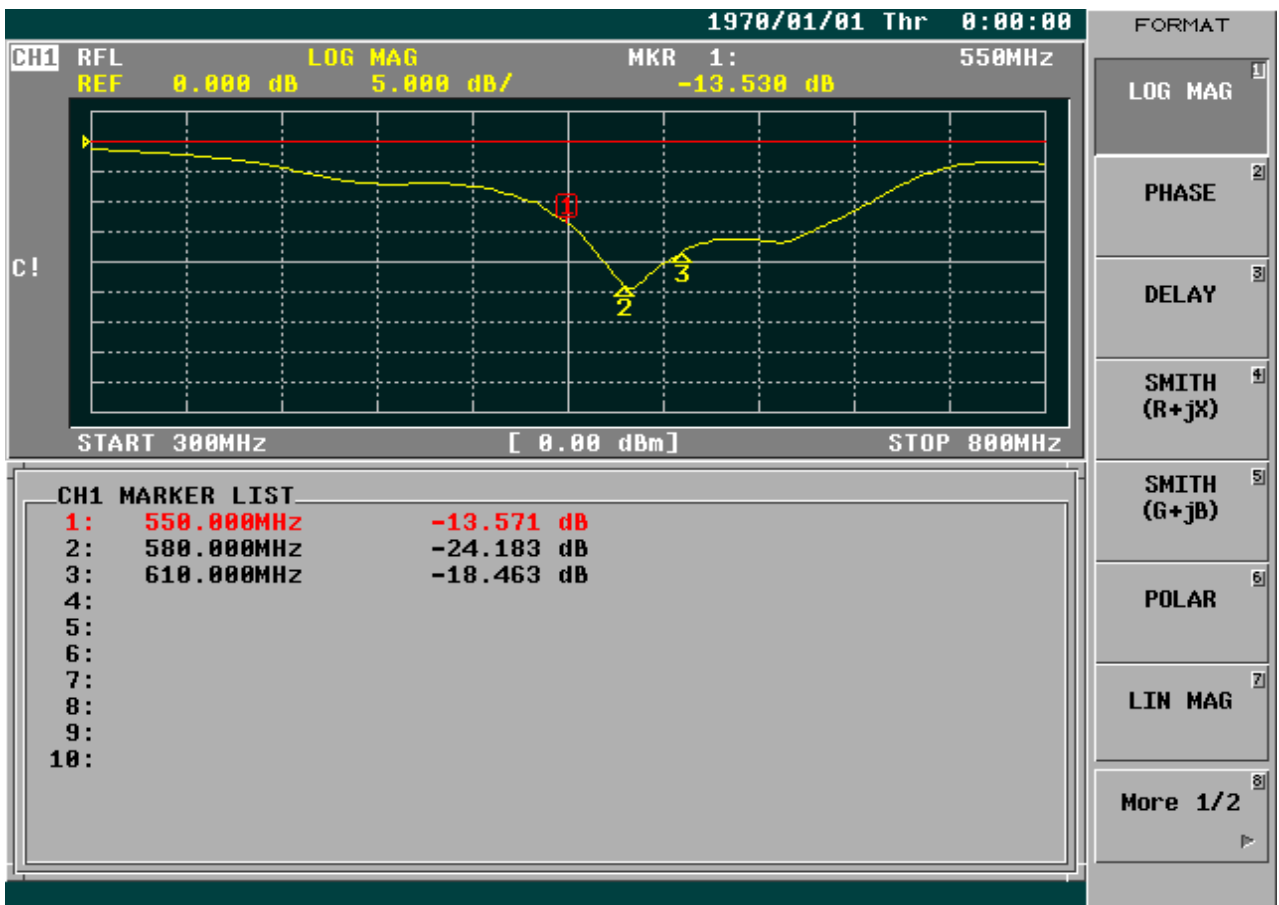 1970/01/01 Thr 0:00:00
CH1 RFL LOG MAG MKR 1: 550MHz
REF 0.000 dB 5.000 dB/ -13.530 dB
1
C!
3
2
START 300MHz [ 0.00 dBm] STOP 800MHz
CH1 MARKER LIST
1: 550.000MHz -13.571 dB
2: 580.000MHz -24.183 dB
3: 610.000MHz -18.463 dB
4:
5:
6:
7:
8:
9:
10:
FORMAT
1
LOG MAG
2
PHASE
3
DELAY
4
SMITH
(R+jX)
5
SMITH
(G+jB)
6
POLAR
7
LIN MAG
8
More 1/2